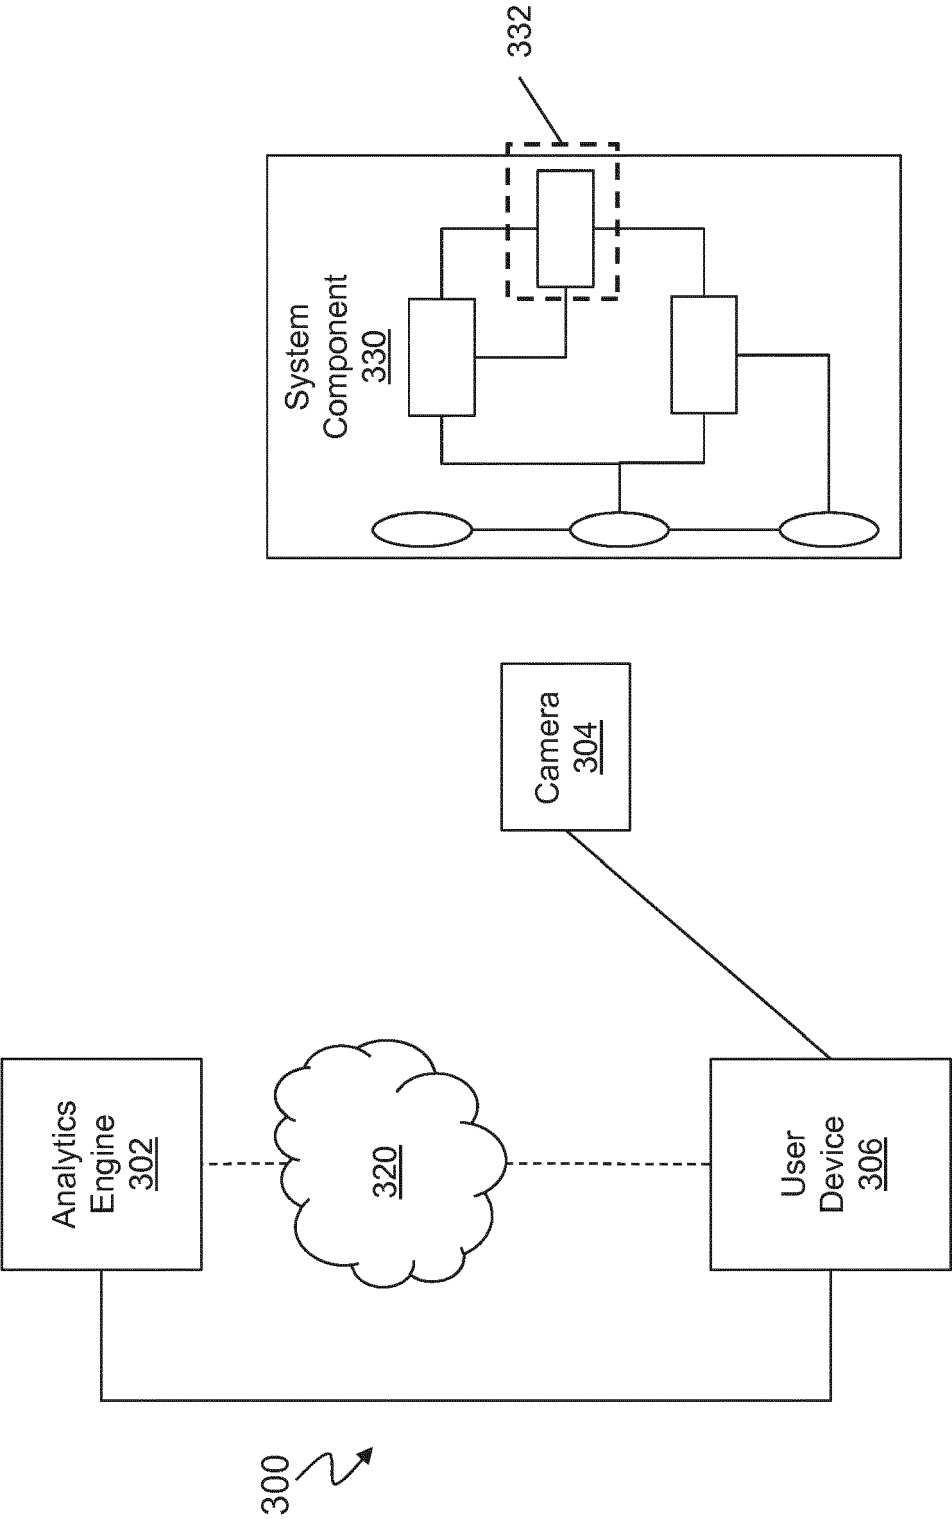 300
Analytics
Engine
302
320
User
Device
306
Camera
304
System
Component
330
332